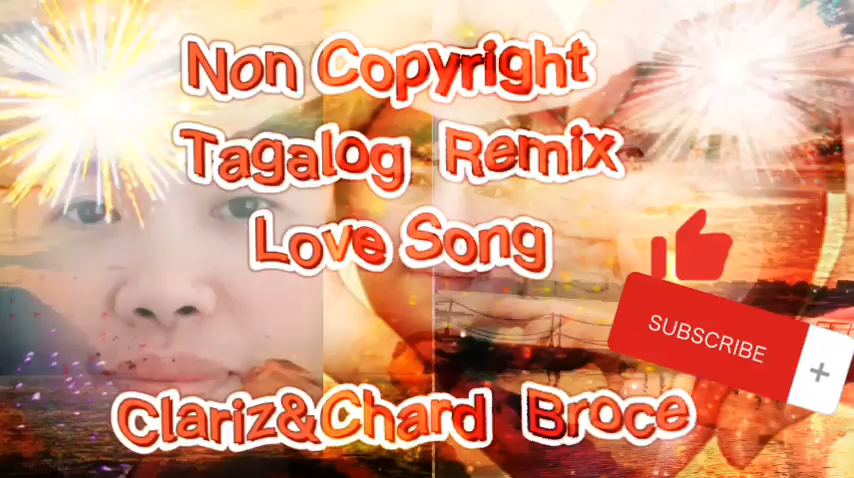 Non Copyright
Tagalog Remix
Love Song
SUBSCRIBE +
Clariz&Chard Broce